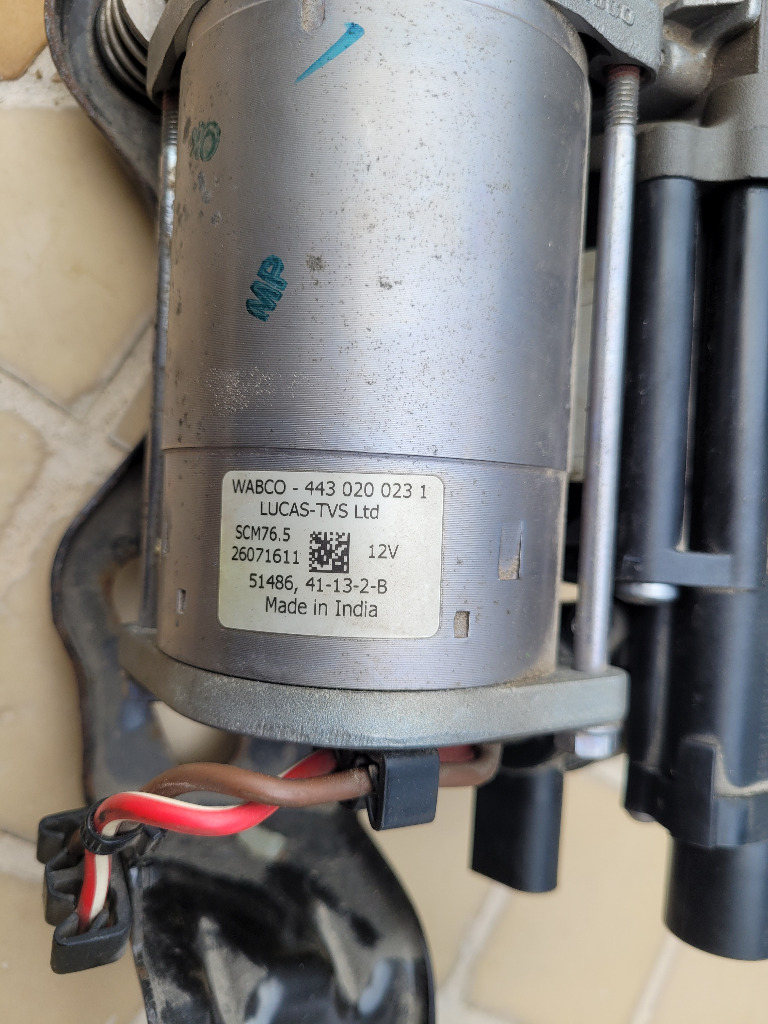 MP
WABCO - 443 020 023 1
LUCAS-TVS Ltd
SCM76.5
26071611
12V
51486, 41-13-2-B
Made in India